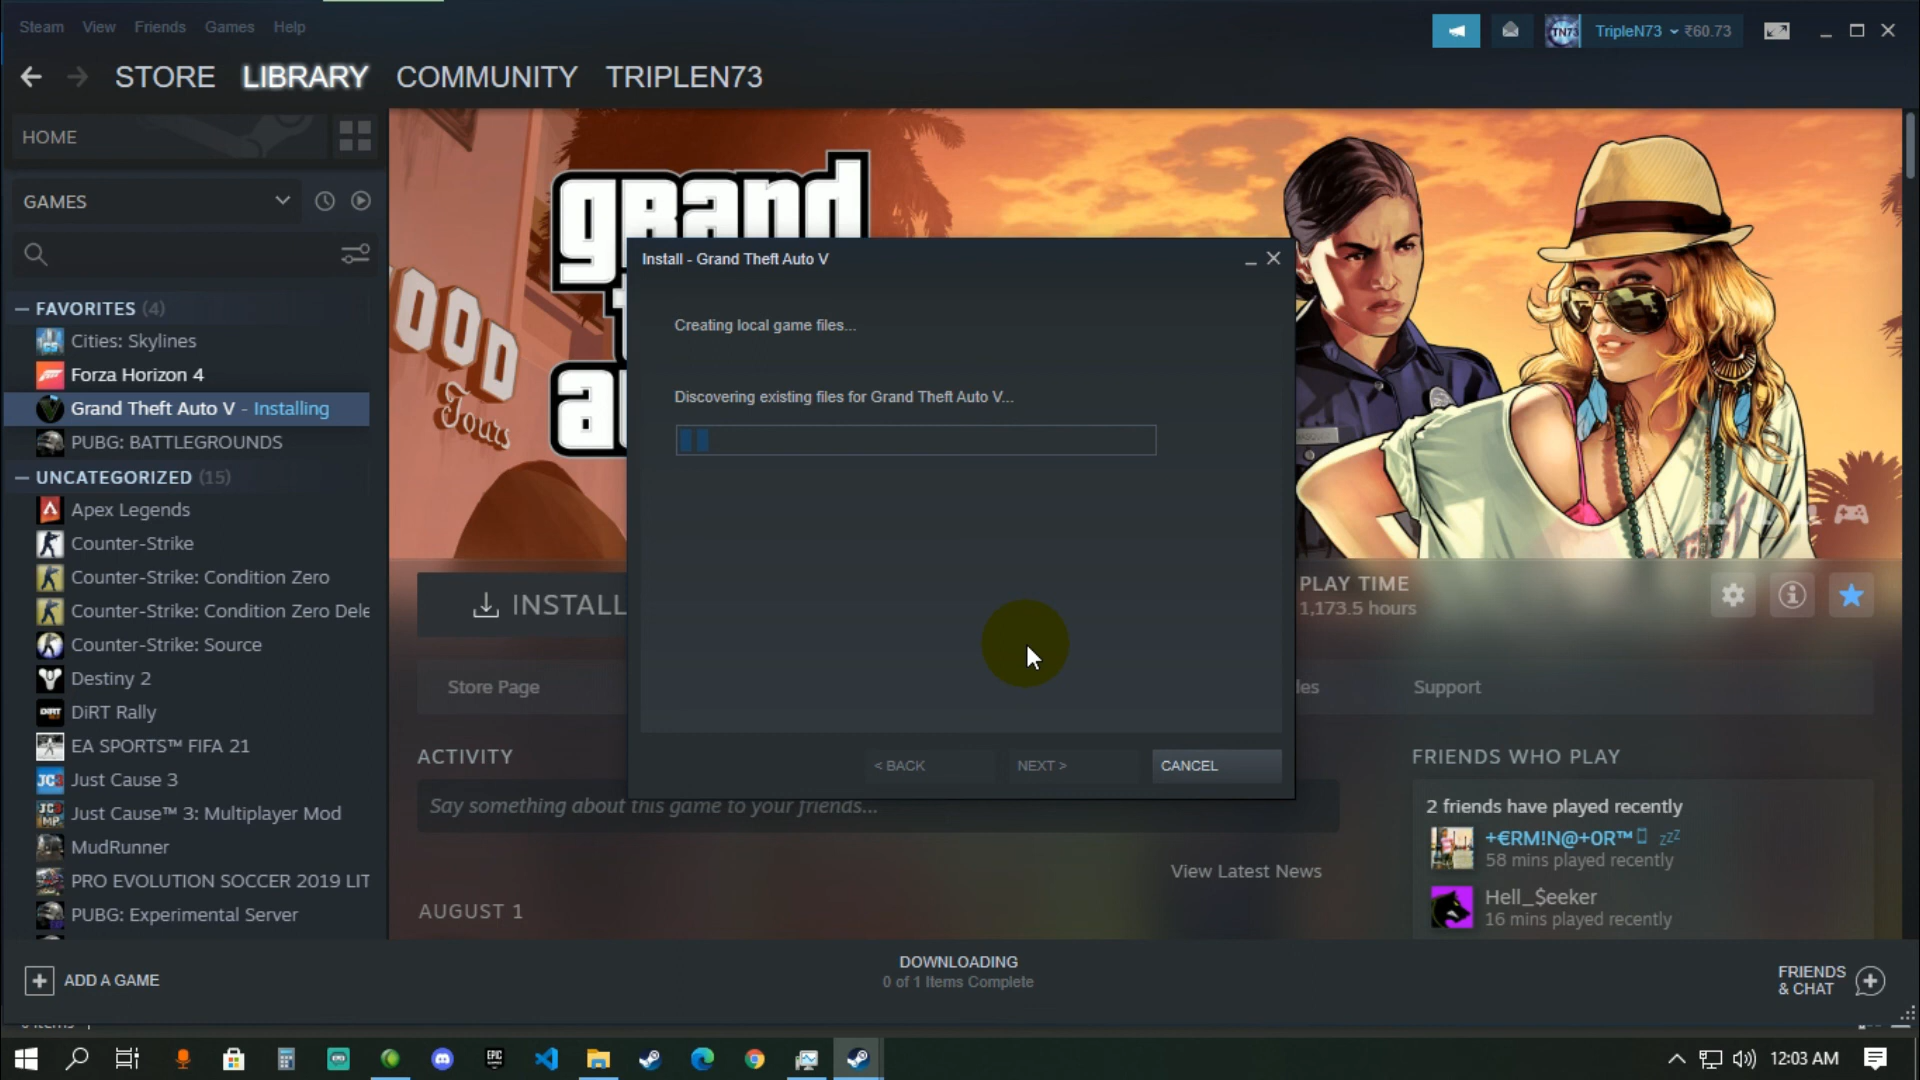 Steam View Friends Games Help
TN73 TripleN73 ₹60.73
STORE LIBRARY COMMUNITY TRIPLEN73
HOME
GAMES
FAVORITES (4)
Cities: Skylines
Forza Horizon 4
Grand Theft Auto V - Installing
PUBG: BATTLEGROUNDS
UNCATEGORIZED (15)
Apex Legends
Counter-Strike
Counter-Strike: Condition Zero
Counter-Strike: Condition Zero Dele
Counter-Strike: Source
Destiny 2
DiRT Rally
EA SPORTS™ FIFA 21
Just Cause 3
Just Cause™ 3: Multiplayer Mod
MudRunner
PRO EVOLUTION SOCCER 2019 LIT
PUBG: Experimental Server
grand
OOD
Tours
Install - Grand Theft Auto V
Creating local game files...
Discovering existing files for Grand Theft Auto V...
< BACK NEXT > CANCEL
INSTALL
PLAY TIME
1,173.5 hours
Store Page
Support
ACTIVITY
Say something about this game to your friends...
View Latest News
AUGUST 1
FRIENDS WHO PLAY
2 friends have played recently
+€RM!N@+0R™ zzZ
58 mins played recently
Hell_$eeker
16 mins played recently
ADD A GAME
DOWNLOADING
0 of 1 Items Complete
FRIENDS
& CHAT
EPIC
12:03 AM